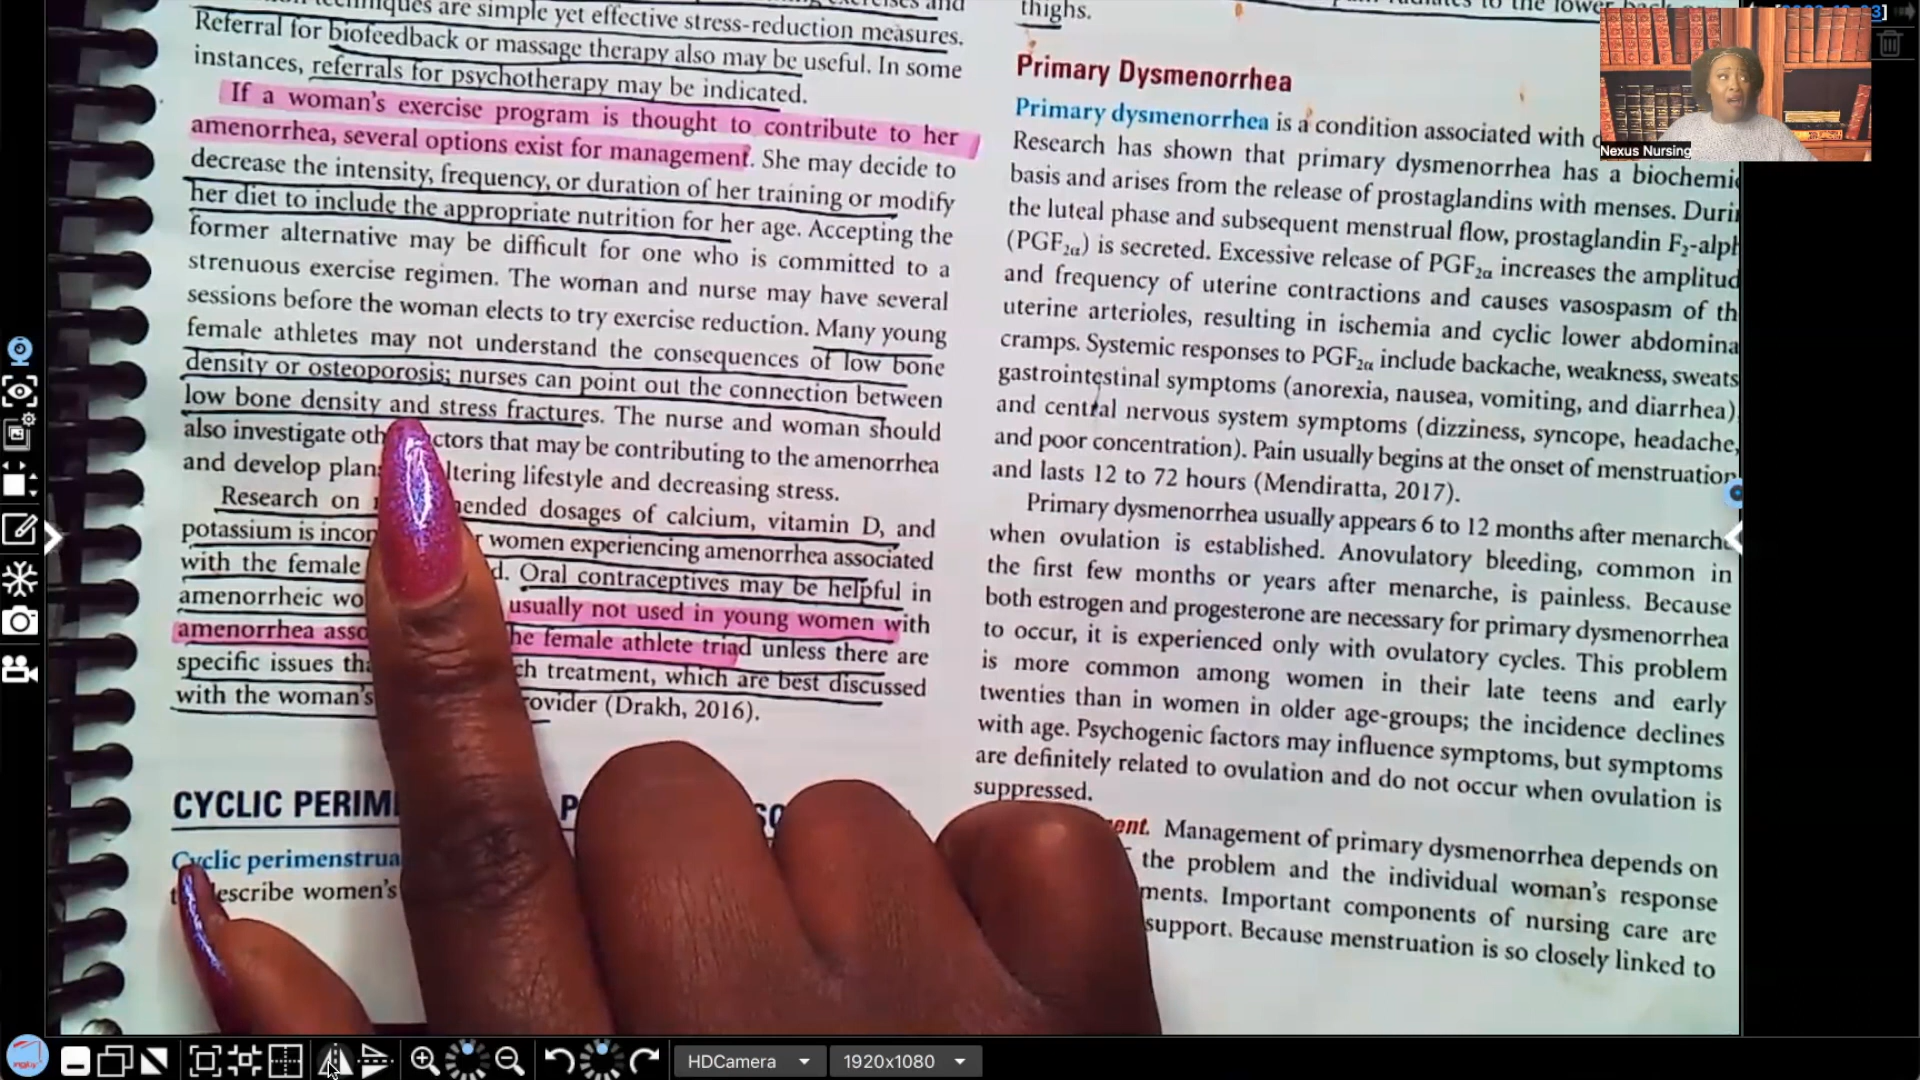 techniques are simple yet effective stress-reduction measures.
Referral for biofeedback or massage therapy also may be useful. In some
instances, referrals for psychotherapy may be indicated.
If a woman's exercise program is thought to contribute to her
amenorrhea, several options exist for management. She may decide to
decrease the intensity, frequency, or duration of her training or modify
her diet to include the appropriate nutrition for her age. Accepting the
former alternative may be difficult for one who is committed to a
strenuous exercise regimen. The woman and nurse may have several
sessions before the woman elects to try exercise reduction. Many young
female athletes may not understand the consequences of low bone
density or osteoporosis; nurses can point out the connection between
low bone density and stress fractures. The nurse and woman should
also investigate oth ctors that may be contributing to the amenorrhea
and develop plan ltering lifestyle and decreasing stress.
Research on ended dosages of calcium, vitamin D, and
potassium is incon r women experiencing amenorrhea associated
with the female d. Oral contraceptives may be helpful in
amenorrheic wo usually not used in young women with
amenorrhea asso he female athlete triad unless there are
specific issues tha ch treatment, which are best discussed
with the woman's rovider (Drakh, 2016).
CYCLIC PERIM
Cyclic perimenstrua
escribe women's
thighs.
Primary Dysmenorrhea
Primary dysmenorrhea is a condition associated with
Research has shown that primary dysmenorrhea has a biochemic
basis and arises from the release of prostaglandins with menses. Durin
the luteal phase and subsequent menstrual flow, prostaglandin F2-alph
(PGF2α) is secreted. Excessive release of PGF2α increases the amplitud
and frequency of uterine contractions and causes vasospasm of th
uterine arterioles, resulting in ischemia and cyclic lower abdomina
cramps. Systemic responses to PGF2α include backache, weakness, sweats
gastrointestinal symptoms (anorexia, nausea, vomiting, and diarrhea),
and central nervous system symptoms (dizziness, syncope, headache,
and poor concentration). Pain usually begins at the onset of menstruation
and lasts 12 to 72 hours (Mendiratta, 2017).
Primary dysmenorrhea usually appears 6 to 12 months after menarche
when ovulation is established. Anovulatory bleeding, common in
the first few months or years after menarche, is painless. Because
both estrogen and progesterone are necessary for primary dysmenorrhea
to occur, it is experienced only with ovulatory cycles. This problem
is more common among women in their late teens and early
twenties than in women in older age-groups; the incidence declines
with age. Psychogenic factors may influence symptoms, but symptoms
are definitely related to ovulation and do not occur when ovulation is
suppressed.
ent. Management of primary dysmenorrhea depends on
the problem and the individual woman's response
ments. Important components of nursing care are
support. Because menstruation is so closely linked to
Nexus Nursing
HDCamera
1920x1080